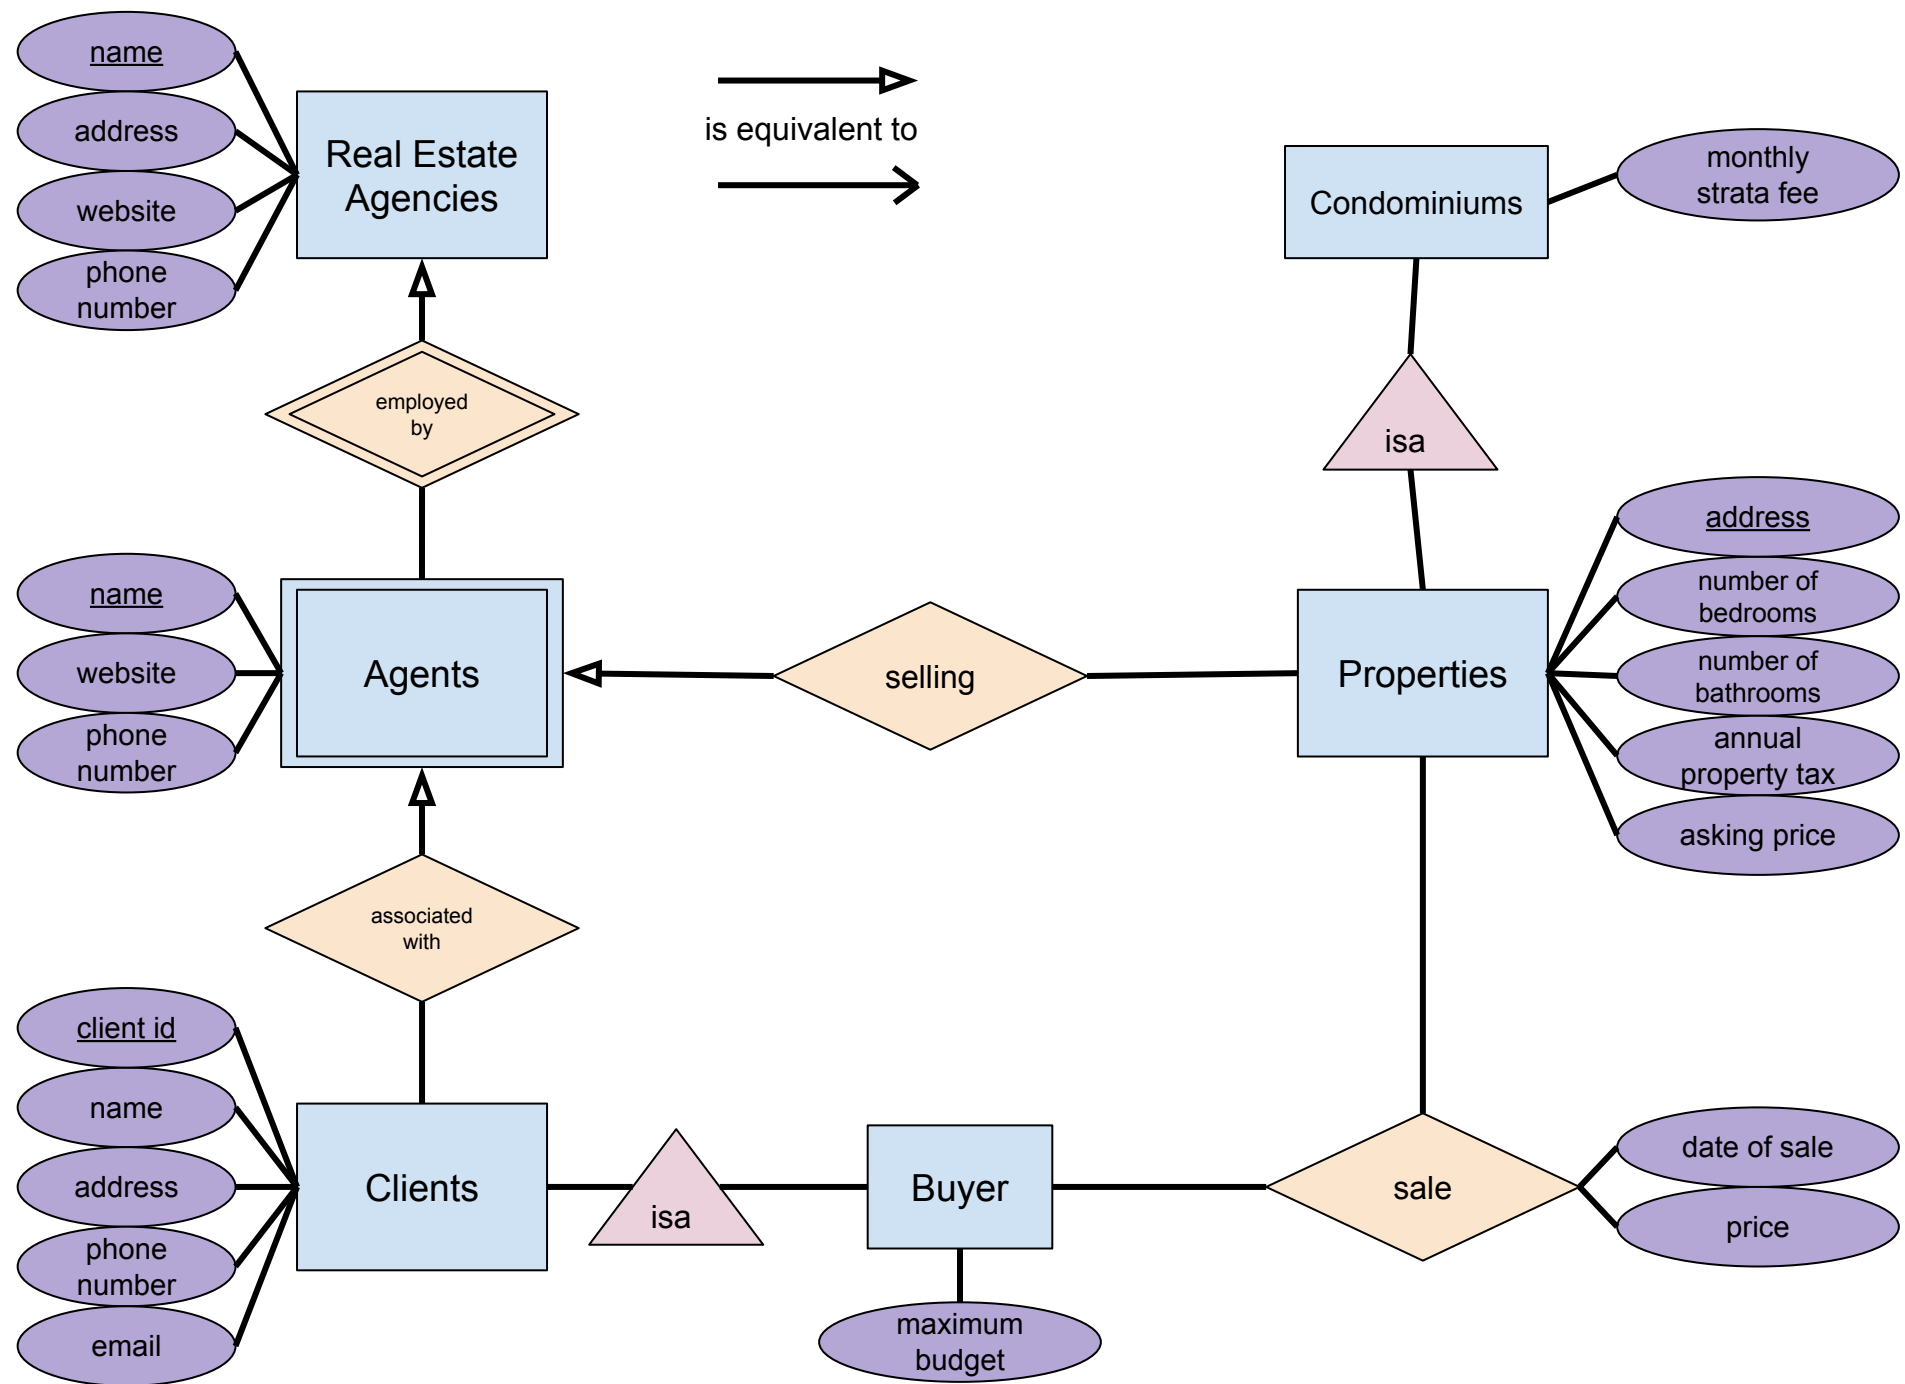 name
address
website
phone
number
Real Estate
Agencies
is equivalent to
Condominiums
monthly
strata fee
employed
by
isa
name
website
phone
number
Agents
selling
Properties
address
number of
bedrooms
number of
bathrooms
annual
property tax
asking price
associated
with
client id
name
address
phone
number
email
Clients
isa
Buyer
maximum
budget
sale
date of sale
price